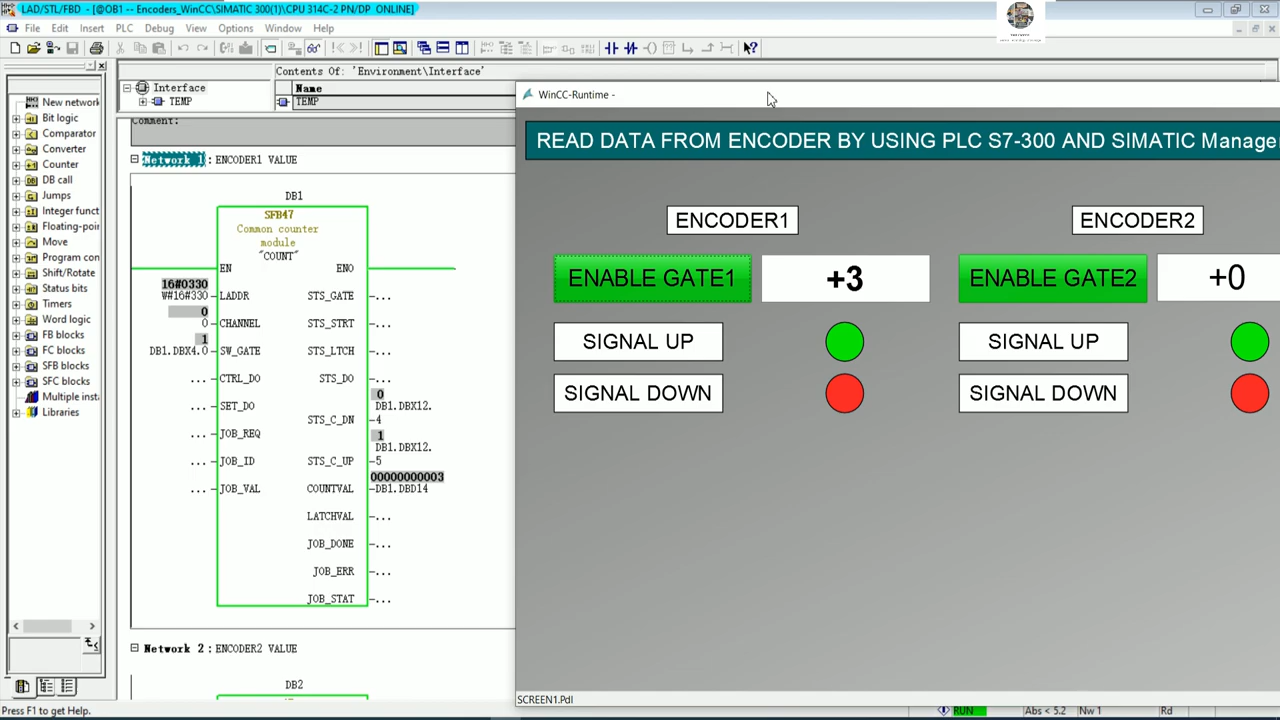 LAD/STL/FBD - [@OB1 -- Encoders_WinCC\SIMATIC 300(1)\CPU 314C-2 PN/DP ONLINE]
File Edit Insert PLC Debug View Options Window Help
Contents Of: 'Environment\Interface'
Interface
TEMP
Name
TEMP
New network
Bit logic
Comparator
Converter
Counter
DB call
Jumps
Integer funct
Floating-poi
Move
Program con
Shift/Rotate
Status bits
Timers
Word logic
FB blocks
FC blocks
SFB blocks
SFC blocks
Multiple insta
Libraries
Comment:
Network 1 : ENCODER1 VALUE
DB1
SFB47
Common counter
module
"COUNT"
EN ENO
16#0330
W#16#330 LADDR STS_GATE ...
0
0 CHANNEL STS_STRT ...
1
DB1.DBX4.0 SW_GATE STS_LTCH ...
... CTRL_DO STS_DO ...
0
... SET_DO DB1.DBX12.
STS_C_DN 4
1
... JOB_REQ DB1.DBX12.
... JOB_ID STS_C_UP 5
00000000003
... JOB_VAL COUNTVAL DB1.DBD14
LATCHVAL ...
JOB_DONE ...
JOB_ERR ...
JOB_STAT ...
Network 2 : ENCODER2 VALUE
DB2
WinCC-Runtime -
READ DATA FROM ENCODER BY USING PLC S7-300 AND SIMATIC Manage
ENCODER1 ENCODER2
ENABLE GATE1 +3 ENABLE GATE2 +0
SIGNAL UP SIGNAL UP
SIGNAL DOWN SIGNAL DOWN
SCREEN1.Pdl
Press F1 to get Help.
RUN Abs < 5.2 Nw 1 Rd